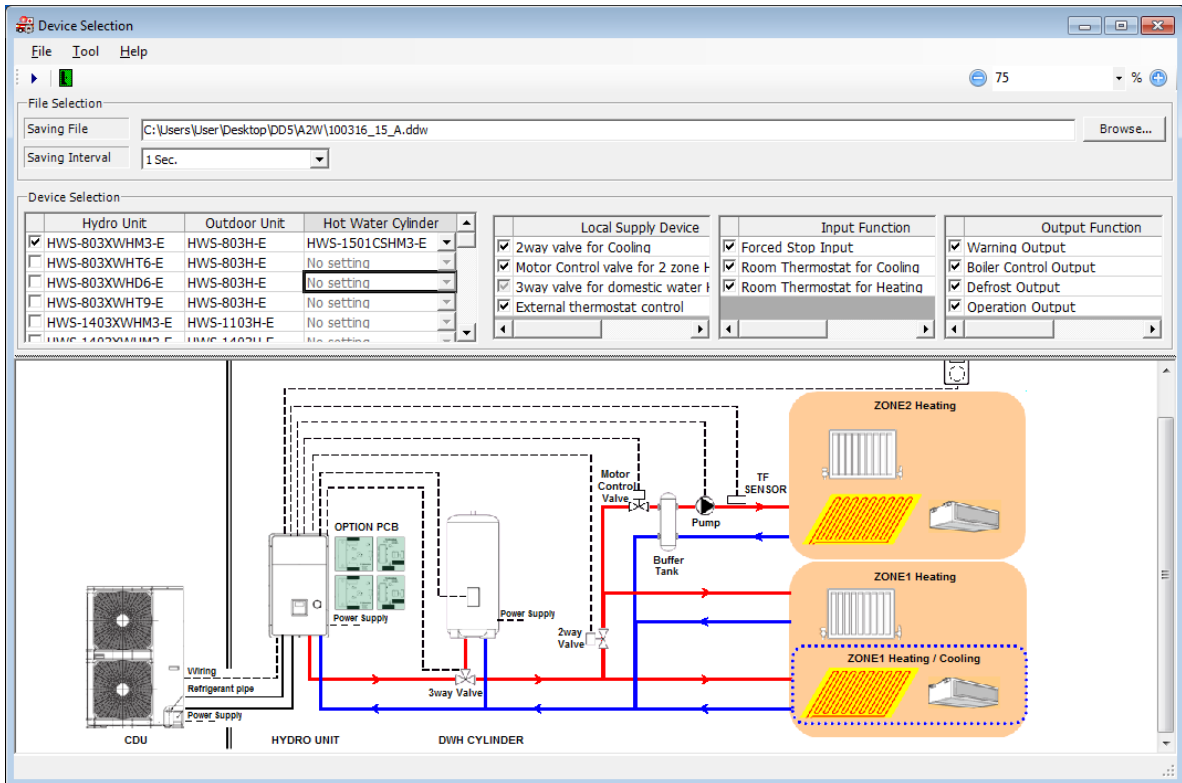 Device Selection
File Tool Help
75 %
File Selection
Saving File C:\Users\User\Desktop\DD5\A2W\100316_15_A.ddw Browse...
Saving Interval 1 Sec.
Device Selection
Hydro Unit Outdoor Unit Hot Water Cylinder
HWS-803XWHM3-E HWS-803H-E HWS-1501CSHM3-E
HWS-803XWHT6-E HWS-803H-E No setting
HWS-803XWHD6-E HWS-803H-E No setting
HWS-803XWHT9-E HWS-803H-E No setting
HWS-1403XWHM3-E HWS-1103H-E No setting
HWS-1403XWHM3-E HWS-1403H-E No setting
Local Supply Device
2way valve for Cooling
Motor Control valve for 2 zone H
3way valve for domestic water H
External thermostat control
Input Function
Forced Stop Input
Room Thermostat for Cooling
Room Thermostat for Heating
Output Function
Warning Output
Boiler Control Output
Defrost Output
Operation Output
ZONE2 Heating
Motor
Control
Valve
TF
SENSOR
Pump
OPTION PCB
Buffer
Tank
ZONE1 Heating
Power Supply
Power Supply
2way
Valve
ZONE1 Heating / Cooling
Wiring
Refrigerant pipe
3way Valve
Power Supply
CDU HYDRO UNIT DWH CYLINDER